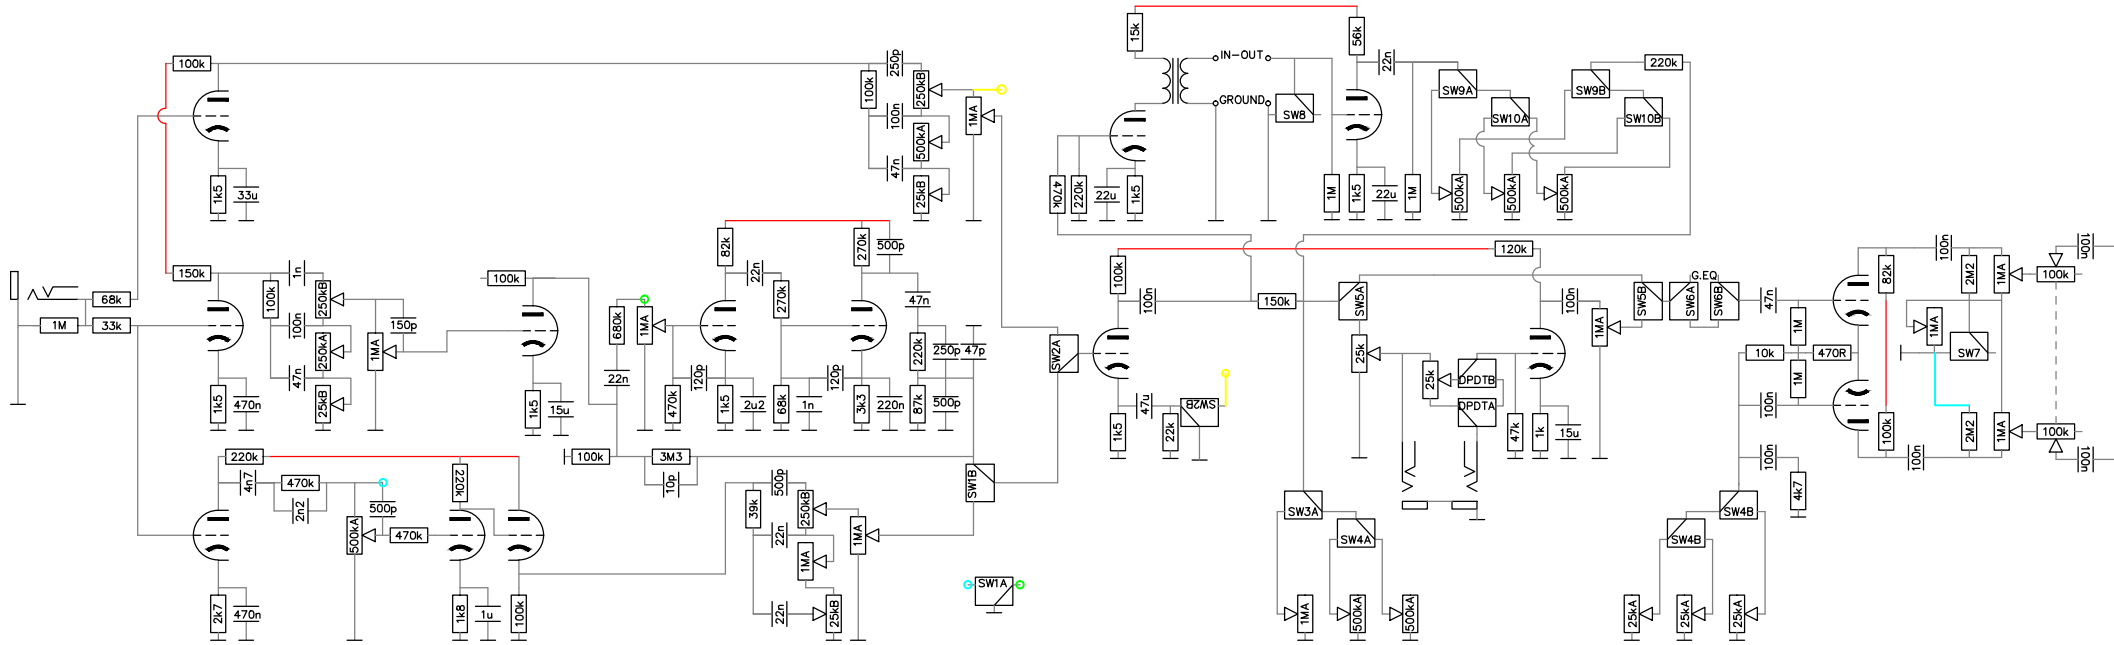 100k
1k5
33u
250p
100k
250kB
100n
500kA
47n
25kB
1MA
15k
IN-OUT
GROUND
SW8
56k
22n
470k
220k
22u
1k5
1M
1k5
22u
1M
SW9A
SW10A
SW9B
SW10B
220k
500kA
500kA
500kA
68k
1M
33k
150k
1k5
470n
1n
100k
250kB
100n
250kA
47n
25kB
1MA
150p
100k
1k5
15u
680k
22n
1MA
470k
82k
22n
120p
1k5
2u2
270k
68k
1n
120p
270k
500p
3k3
220n
47n
220k
250p
47p
87k
500p
SW2A
100k
100n
1k5
47u
22k
SW2B
150k
SW5A
25k
25k
DPDTB
DPDTA
47k
120k
100n
1k
15u
1MA
SW5B
G.EQ
SW6A
SW6B
47n
1M
10k
470R
1M
100n
100n
4k7
82k
100k
100n
100n
2M2
1MA
1MA
SW7
2M2
1MA
100k
100n
100k
100n
220k
4n7
470k
2n2
500p
500kA
470k
2k7
470n
220k
1k8
1u
100k
100k
3M3
10p
39k
500p
250kB
22n
1MA
22n
25kB
1MA
SW1B
SW1A
SW3A
SW4A
1MA
500kA
500kA
SW4B
SW4B
25kA
25kA
25kA